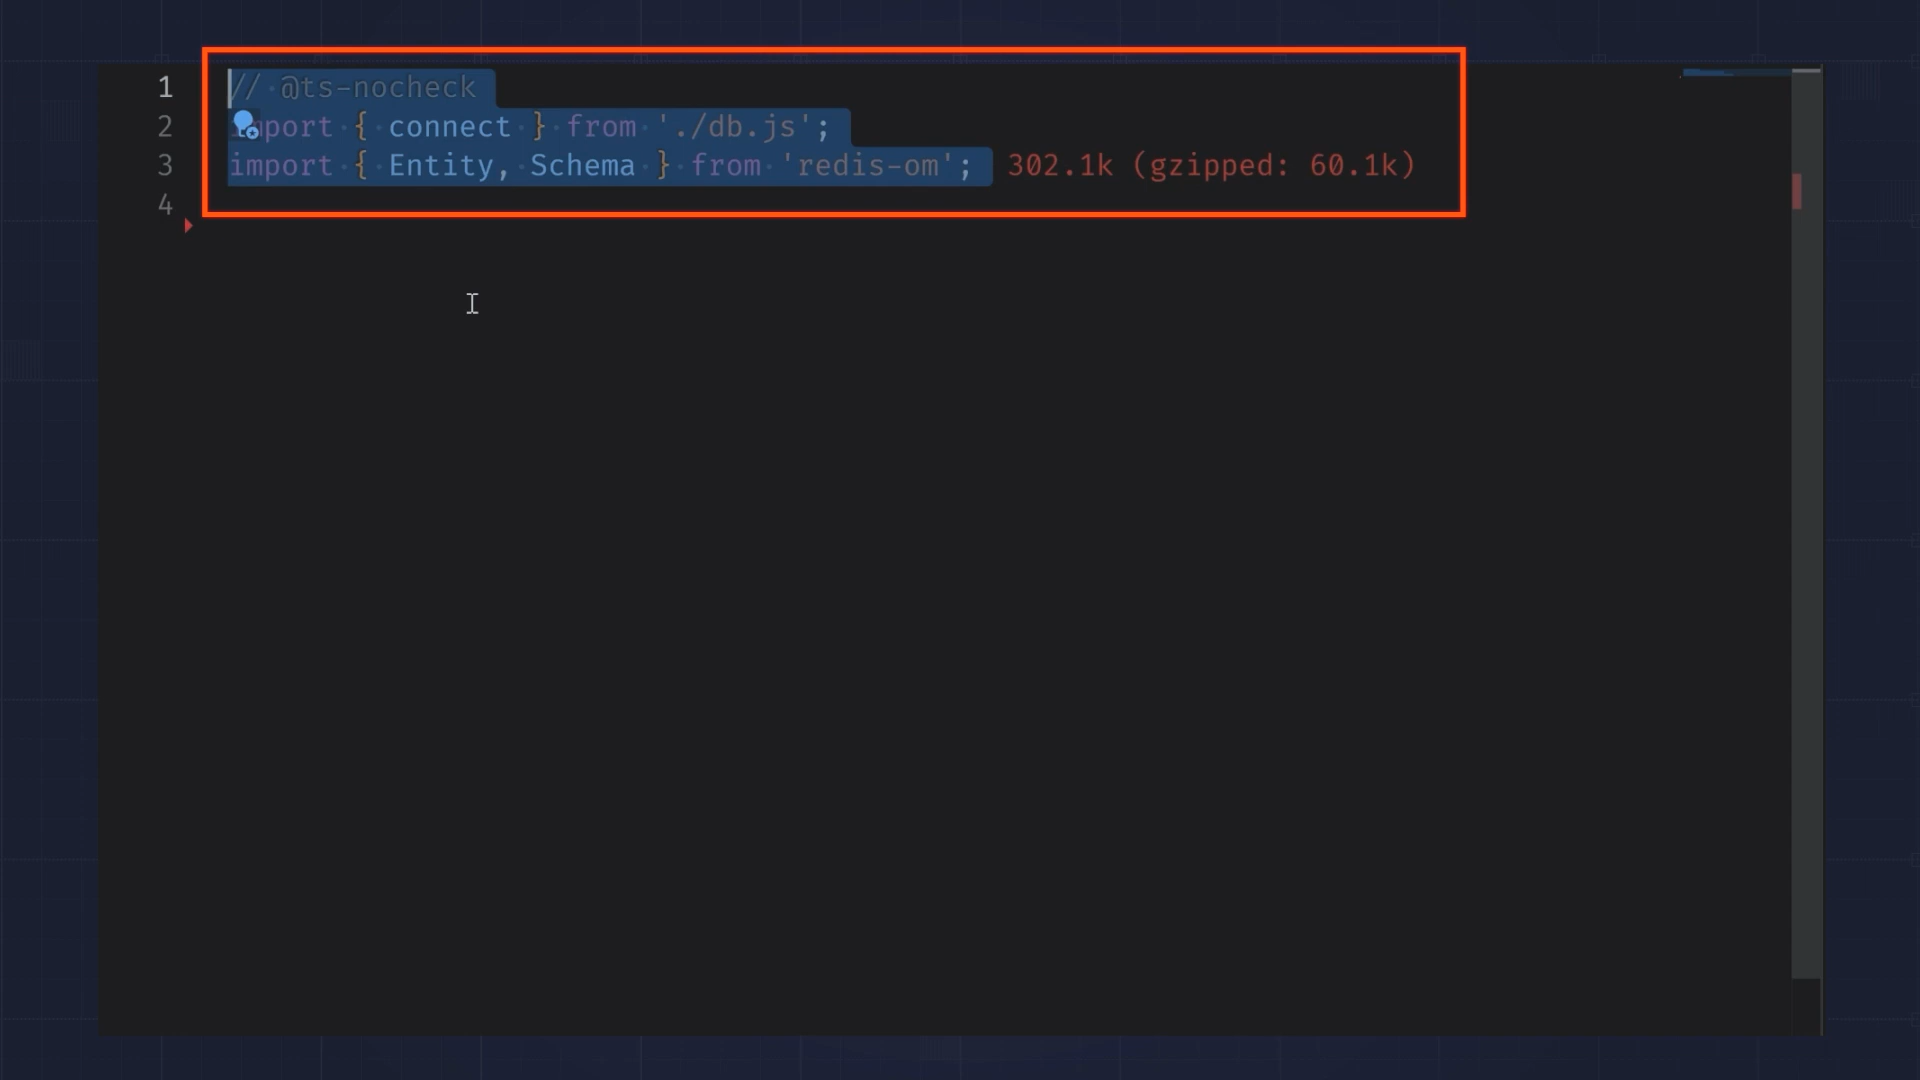 1 // @ts-nocheck
2 import { connect } from './db.js';
3 import { Entity, Schema } from 'redis-om'; 302.1k (gzipped: 60.1k)
4